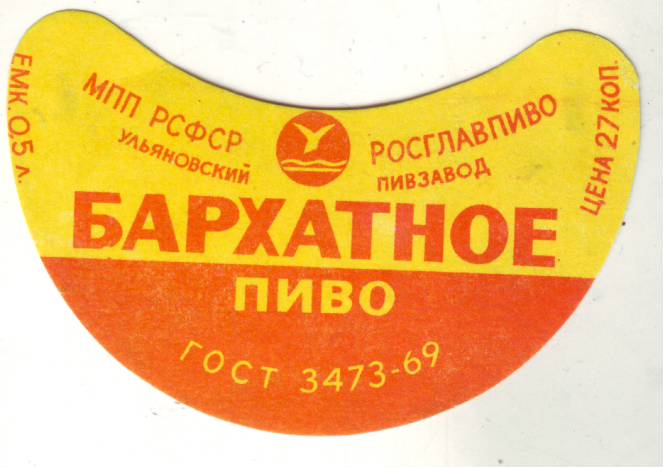 ЕМК. 0,5 л.
МПП РСФСР
РОСГЛАВПИВО
УЛЬЯНОВСКИЙ
ПИВЗАВОД
ЦЕНА 27 КОП.
БАРХАТНОЕ
ПИВО
ГОСТ 3473-69